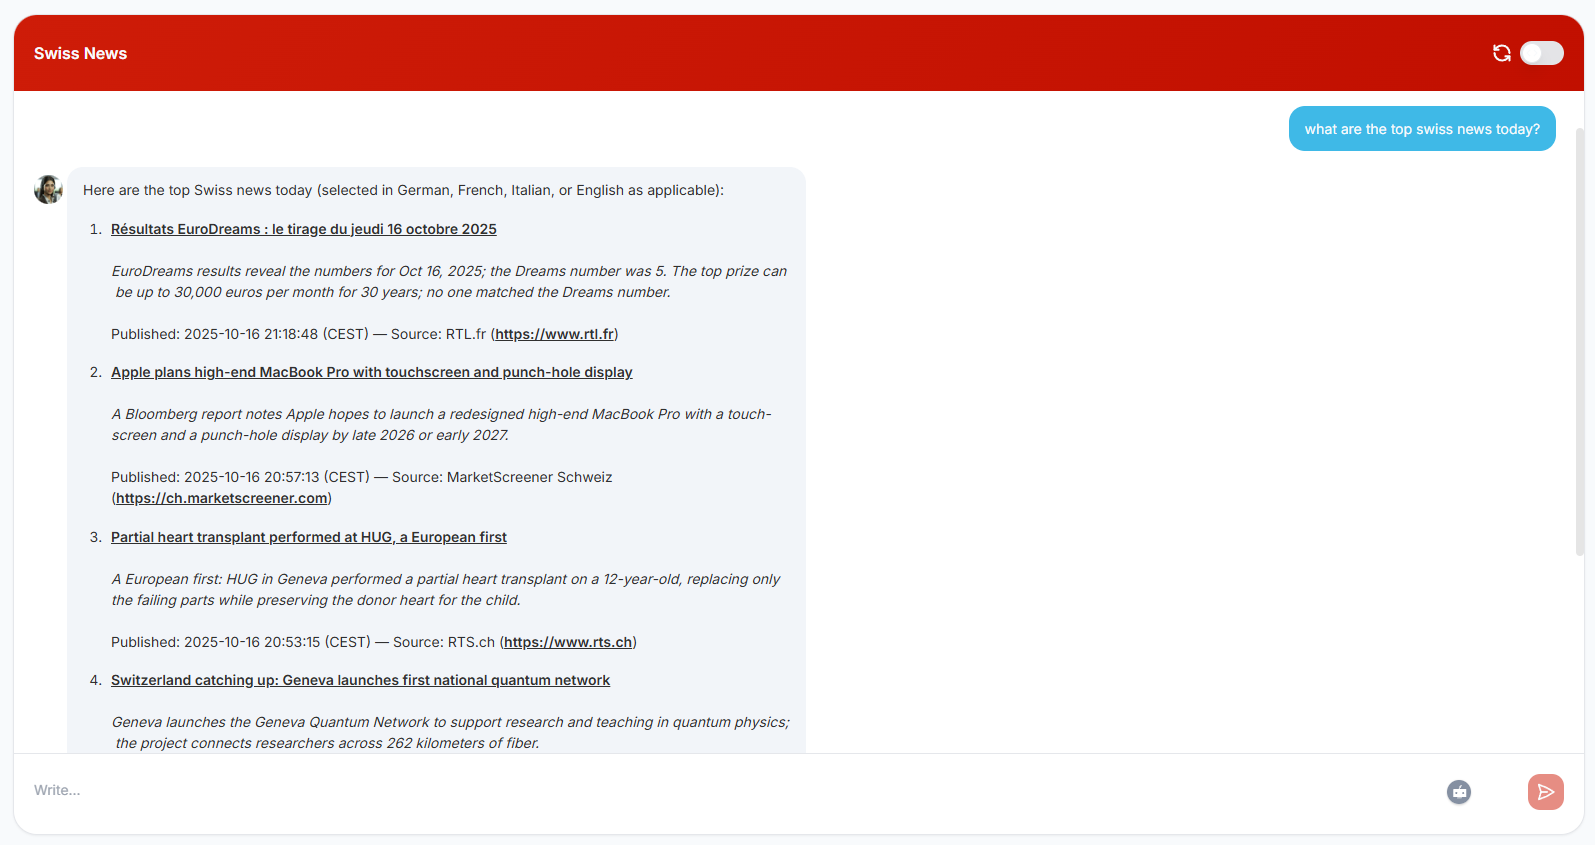 Swiss News
what are the top swiss news today?
Here are the top Swiss news today (selected in German, French, Italian, or English as applicable):
1. Résultats EuroDreams : le tirage du jeudi 16 octobre 2025
EuroDreams results reveal the numbers for Oct 16, 2025; the Dreams number was 5. The top prize can
be up to 30,000 euros per month for 30 years; no one matched the Dreams number.
Published: 2025-10-16 21:18:48 (CEST) — Source: RTL.fr (https://www.rtl.fr)
2. Apple plans high-end MacBook Pro with touchscreen and punch-hole display
A Bloomberg report notes Apple hopes to launch a redesigned high-end MacBook Pro with a touch-
screen and a punch-hole display by late 2026 or early 2027.
Published: 2025-10-16 20:57:13 (CEST) — Source: MarketScreener Schweiz
(https://ch.marketscreener.com)
3. Partial heart transplant performed at HUG, a European first
A European first: HUG in Geneva performed a partial heart transplant on a 12-year-old, replacing only
the failing parts while preserving the donor heart for the child.
Published: 2025-10-16 20:53:15 (CEST) — Source: RTS.ch (https://www.rts.ch)
4. Switzerland catching up: Geneva launches first national quantum network
Geneva launches the Geneva Quantum Network to support research and teaching in quantum physics;
the project connects researchers across 262 kilometers of fiber.
Write...